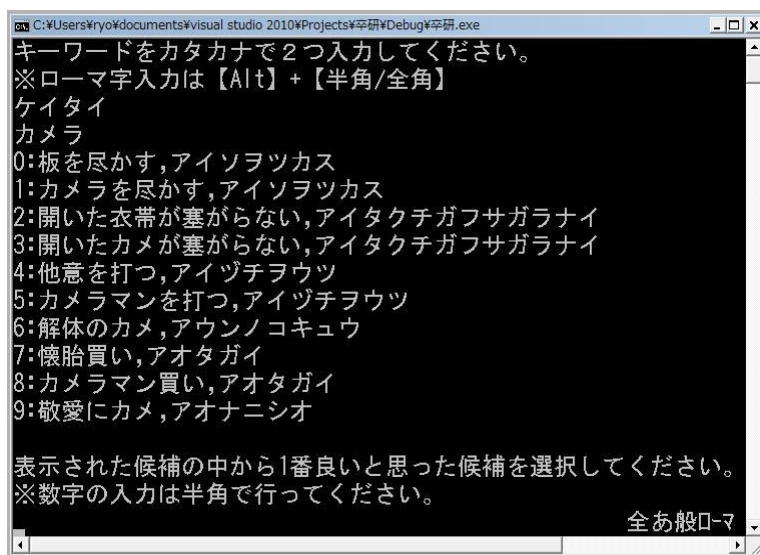 C:¥Users¥ryo¥documents¥visual studio 2010¥Projects¥卒研¥Debug¥卒研.exe
キーワードをカタカナで2つ入力してください。
※ローマ字入力は【Alt】+【半角/全角】
ケイタイ
カメラ
0:板を尽かす,アイソヲツカス
1:カメラを尽かす,アイソヲツカス
2:開いた衣帯が塞がらない,アイタクチガフサガラナイ
3:開いたカメが塞がらない,アイタクチガフサガラナイ
4:他意を打つ,アイヅチヲウツ
5:カメラマンを打つ,アイヅチヲウツ
6:解体のカメ,アウンノコキュウ
7:懐胎買い,アオタガイ
8:カメラマン買い,アオタガイ
9:敬愛にカメ,アオナニシオ
表示された候補の中から1番良いと思った候補を選択してください。
※数字の入力は半角で行ってください。
全あ般ローマ